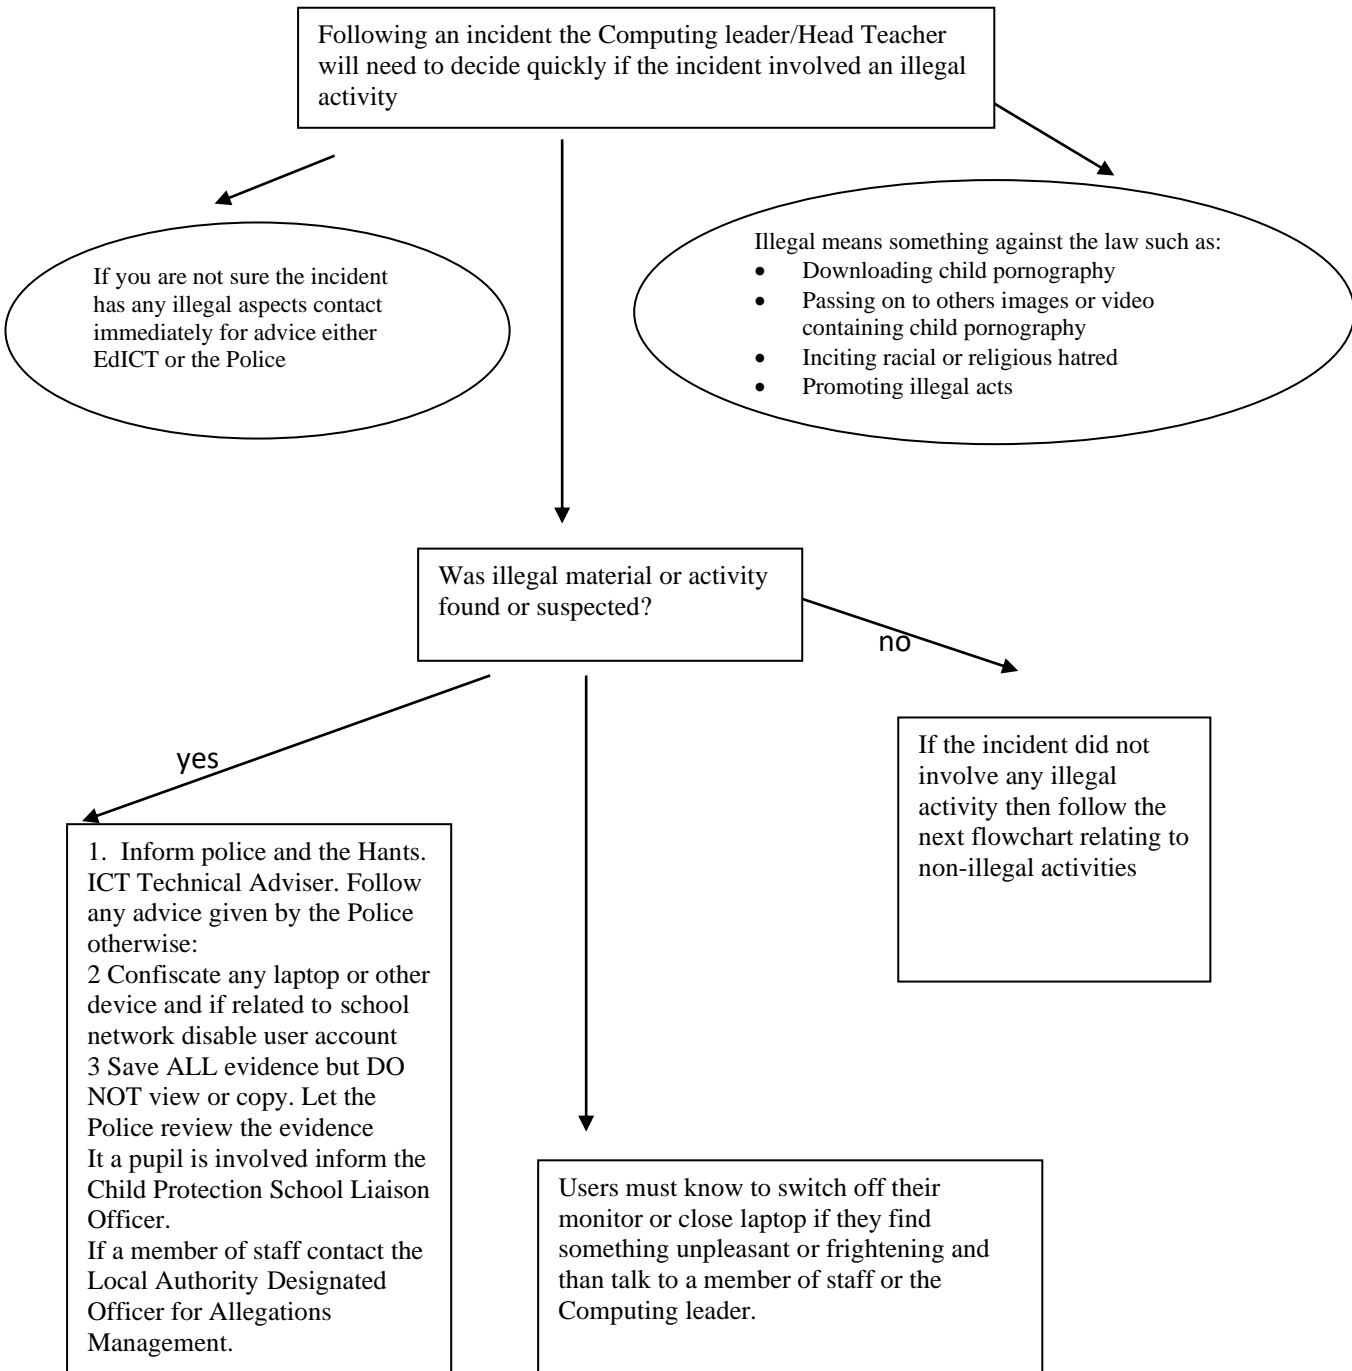 Following an incident the Computing leader/Head Teacher
will need to decide quickly if the incident involved an illegal
activity
If you are not sure the incident
has any illegal aspects contact
immediately for advice either
EdICT or the Police
Illegal means something against the law such as:
• Downloading child pornography
• Passing on to others images or video
containing child pornography
• Inciting racial or religious hatred
• Promoting illegal acts
Was illegal material or activity
found or suspected?
no
yes
If the incident did not
involve any illegal
activity then follow the
next flowchart relating to
non-illegal activities
1. Inform police and the Hants.
ICT Technical Adviser. Follow
any advice given by the Police
otherwise:
2 Confiscate any laptop or other
device and if related to school
network disable user account
3 Save ALL evidence but DO
NOT view or copy. Let the
Police review the evidence
It a pupil is involved inform the
Child Protection School Liaison
Officer.
If a member of staff contact the
Local Authority Designated
Officer for Allegations
Management.
Users must know to switch off their
monitor or close laptop if they find
something unpleasant or frightening and
than talk to a member of staff or the
Computing leader.